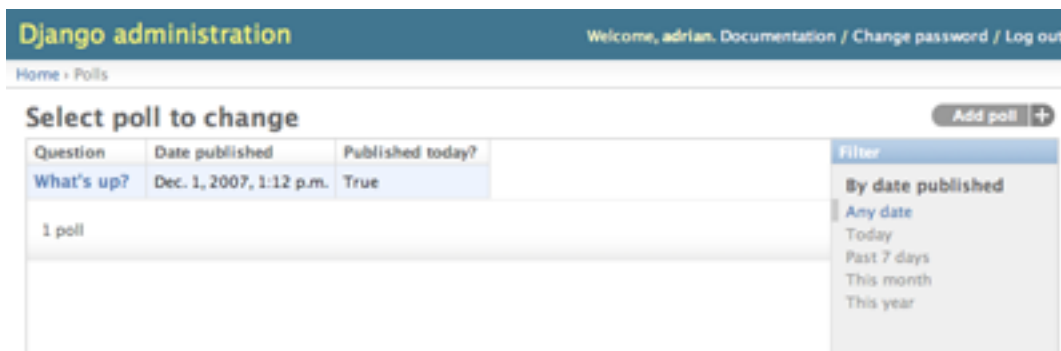 Django administration
Welcome, adrian. Documentation / Change password / Log out
Home › Polls
Select poll to change
Add poll +
Question Date published Published today?
What's up? Dec. 1, 2007, 1:12 p.m. True
1 poll
Filter
By date published
Any date
Today
Past 7 days
This month
This year